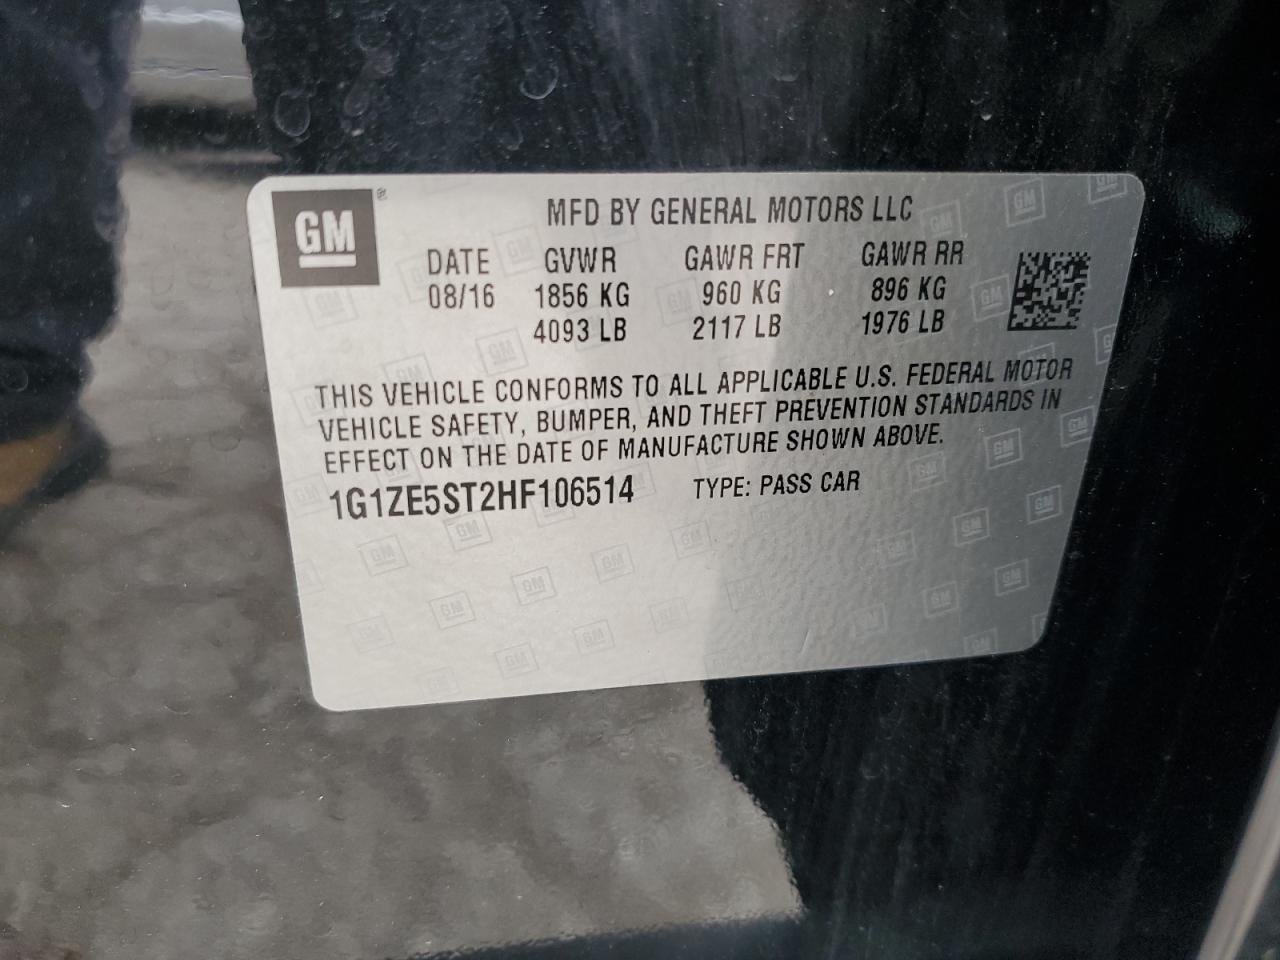 GM
MFD BY GENERAL MOTORS LLC
DATE GVWR GAWR FRT GAWR RR
08/16 1856 KG 960 KG 896 KG
4093 LB 2117 LB 1976 LB
THIS VEHICLE CONFORMS TO ALL APPLICABLE U.S. FEDERAL MOTOR
VEHICLE SAFETY, BUMPER, AND THEFT PREVENTION STANDARDS IN
EFFECT ON THE DATE OF MANUFACTURE SHOWN ABOVE.
1G1ZE5ST2HF106514 TYPE: PASS CAR